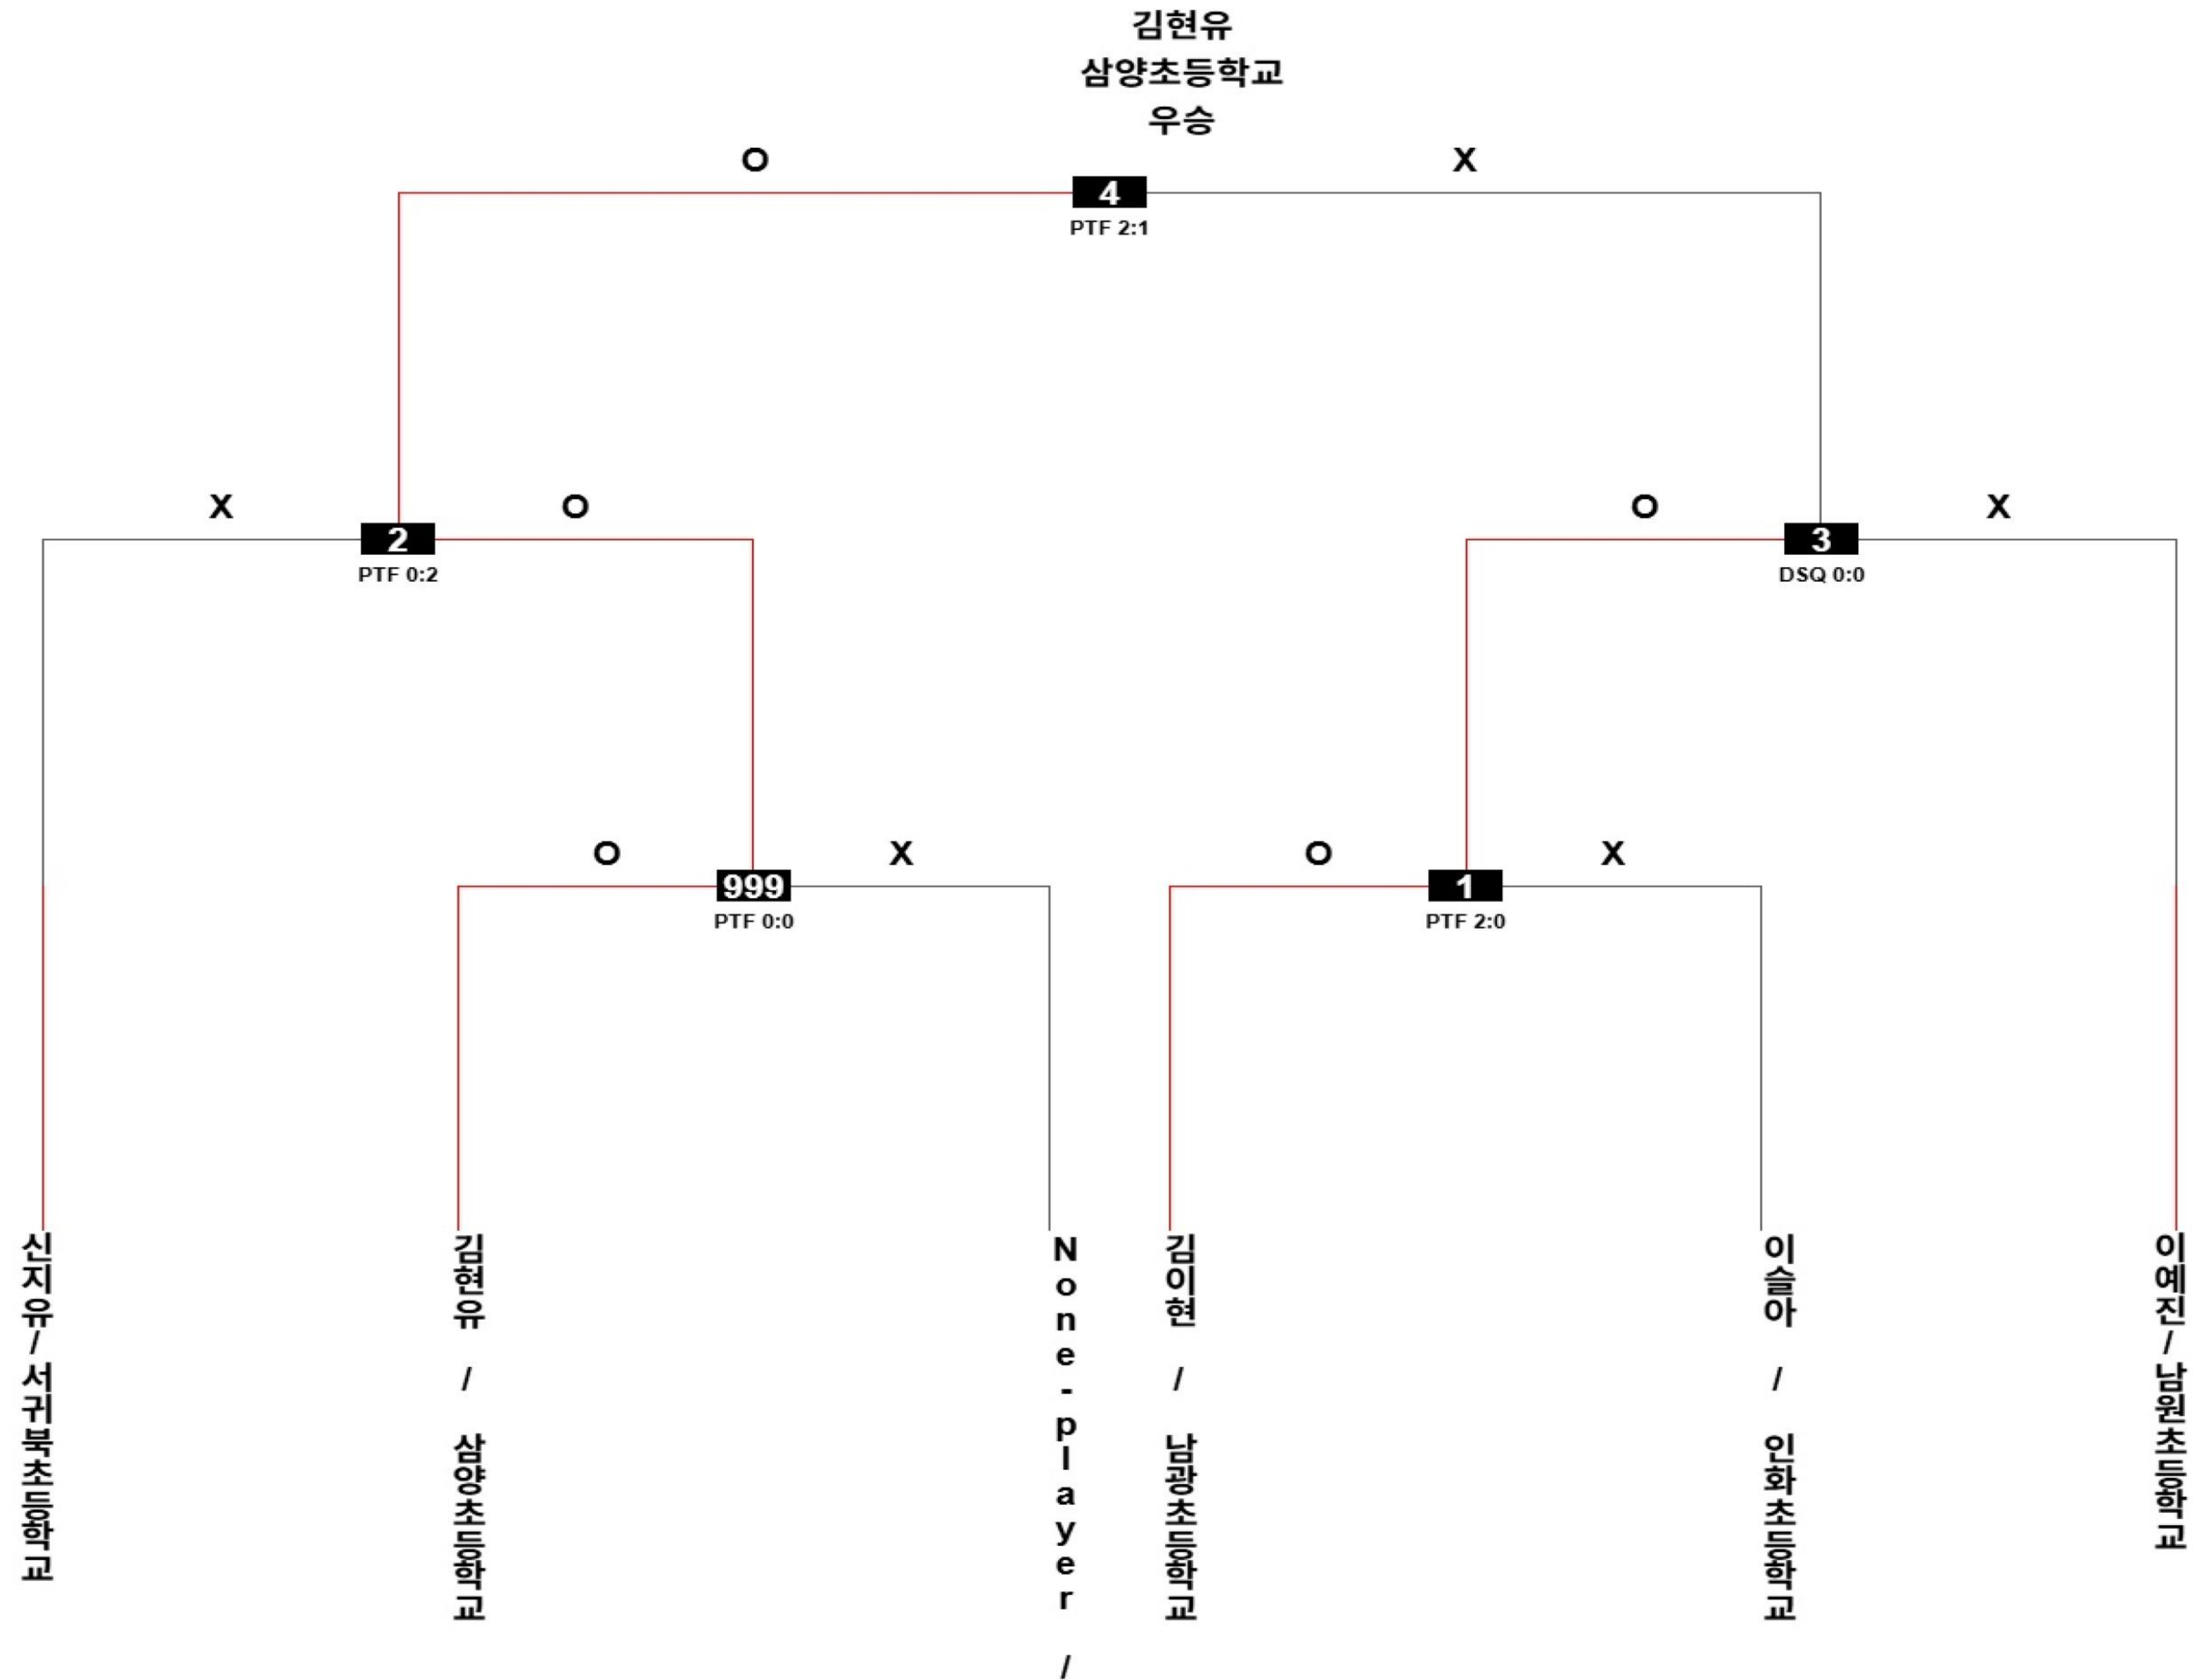 김현유
삼양초등학교
우승
O
X
4
PTF 2:1
X
O
O
X
2
3
PTF 0:2
DSQ 0:0
O
X
O
X
999
1
PTF 0:0
PTF 2:0
신지유/서귀북초등학교
김현유 / 삼양초등학교
None-player /
김이현 / 남광초등학교
이슬아 / 인화초등학교
이예진/남원초등학교